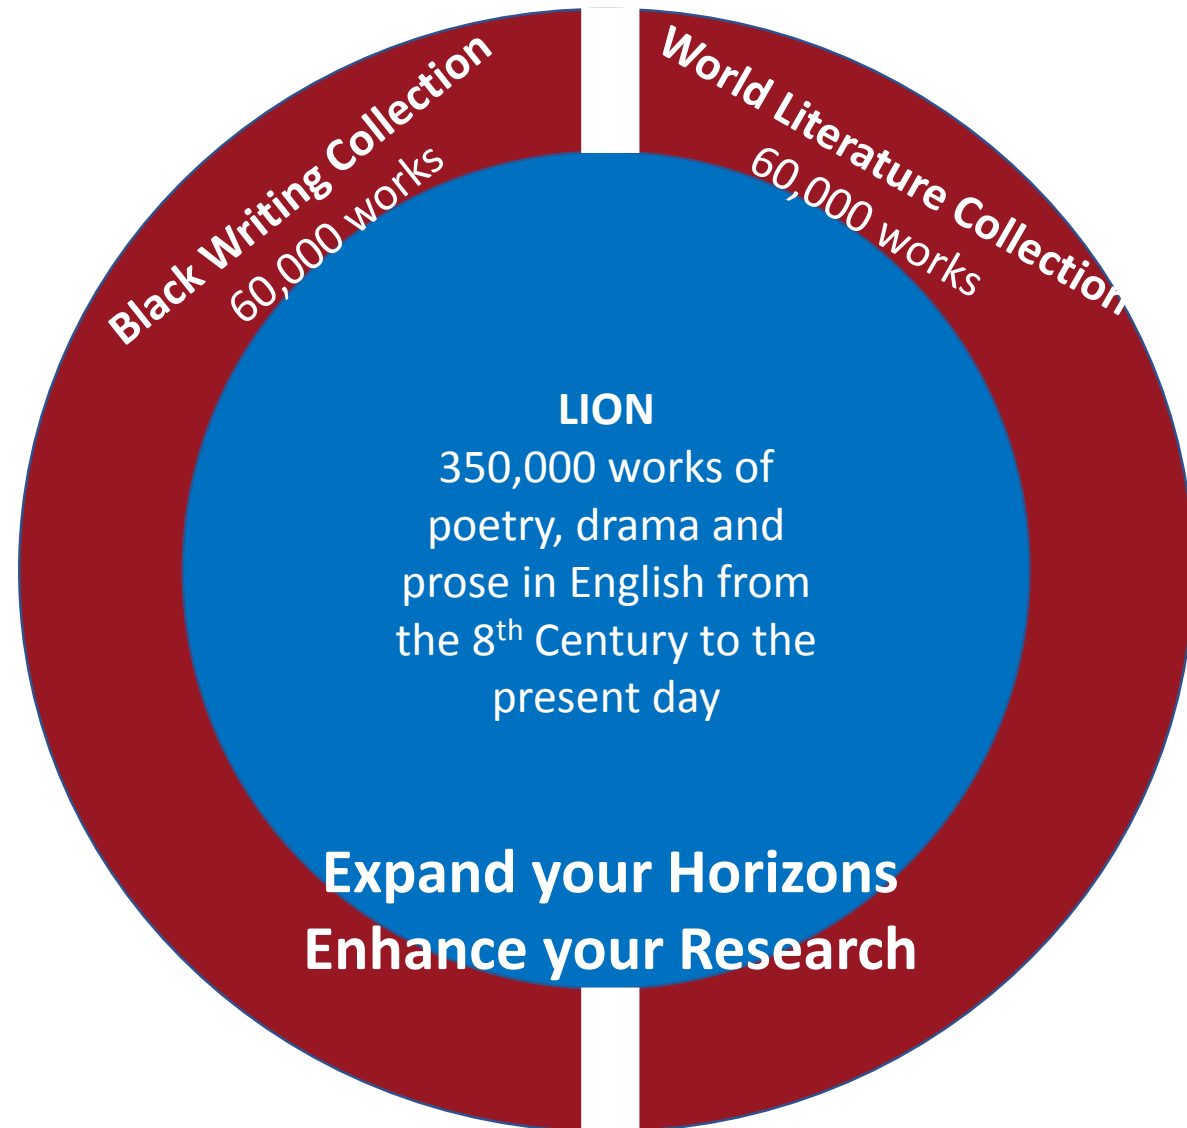 Black Writing Collection
60,000 works
World Literature Collection
60,000 works
LION
350,000 works of
poetry, drama and
prose in English from
the 8th Century to the
present day
Expand your Horizons
Enhance your Research